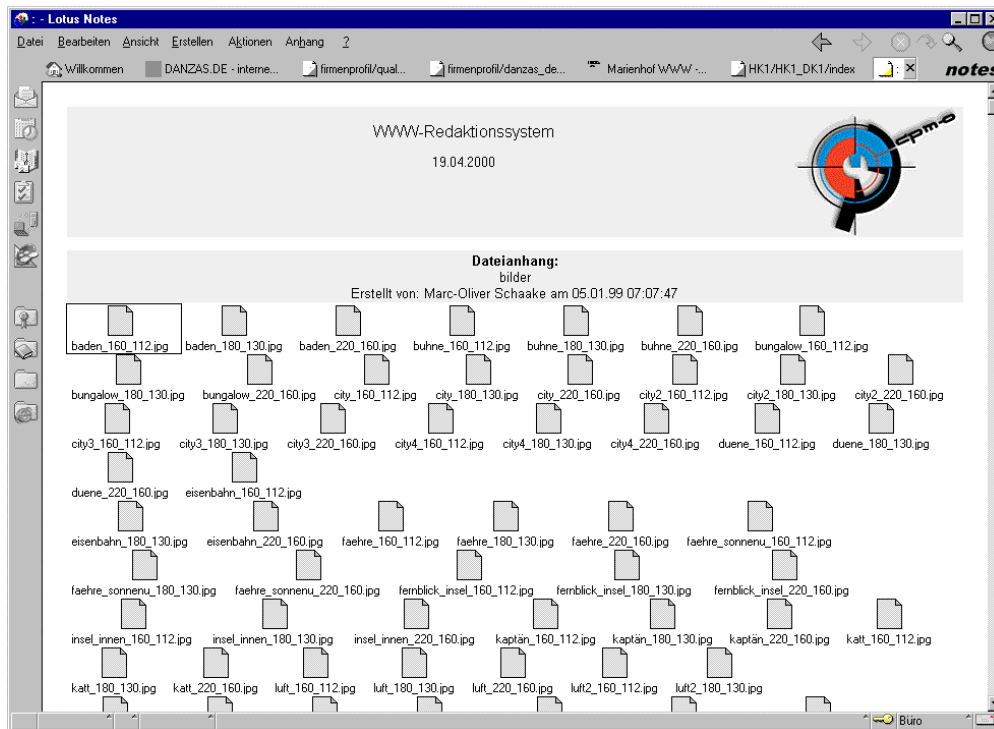 : - Lotus Notes
Datei Bearbeiten Ansicht Erstellen Aktionen Anhang ?
Willkommen DANZAS.DE - interne... firmenprofil/qual... firmenprofil/danzas_de... Marienhof WWW -... HK1/HK1_DK1/index : notes
WWW-Redaktionssystem
19.04.2000
cpm-o
Dateianhang:
bilder
Erstellt von: Marc-Oliver Schaake am 05.01.99 07:07:47
baden_160_112.jpg baden_180_130.jpg baden_220_160.jpg buhne_160_112.jpg buhne_180_130.jpg buhne_220_160.jpg bungalow_160_112.jpg
bungalow_180_130.jpg bungalow_220_160.jpg city_160_112.jpg city_180_130.jpg city_220_160.jpg city2_160_112.jpg city2_180_130.jpg city2_220_160.jpg
city3_160_112.jpg city3_180_130.jpg city3_220_160.jpg city4_160_112.jpg city4_180_130.jpg city4_220_160.jpg duene_160_112.jpg duene_180_130.jpg
duene_220_160.jpg eisenbahn_160_112.jpg
eisenbahn_180_130.jpg eisenbahn_220_160.jpg faehre_160_112.jpg faehre_180_130.jpg faehre_220_160.jpg faehre_sonnenu_160_112.jpg
faehre_sonnenu_180_130.jpg faehre_sonnenu_220_160.jpg fernblick_insel_160_112.jpg fernblick_insel_180_130.jpg fernblick_insel_220_160.jpg
insel_innen_160_112.jpg insel_innen_180_130.jpg insel_innen_220_160.jpg kaptän_160_112.jpg kaptän_180_130.jpg kaptän_220_160.jpg katt_160_112.jpg
katt_180_130.jpg katt_220_160.jpg luft_160_112.jpg luft_180_130.jpg luft_220_160.jpg luft2_160_112.jpg luft2_180_130.jpg
Büro